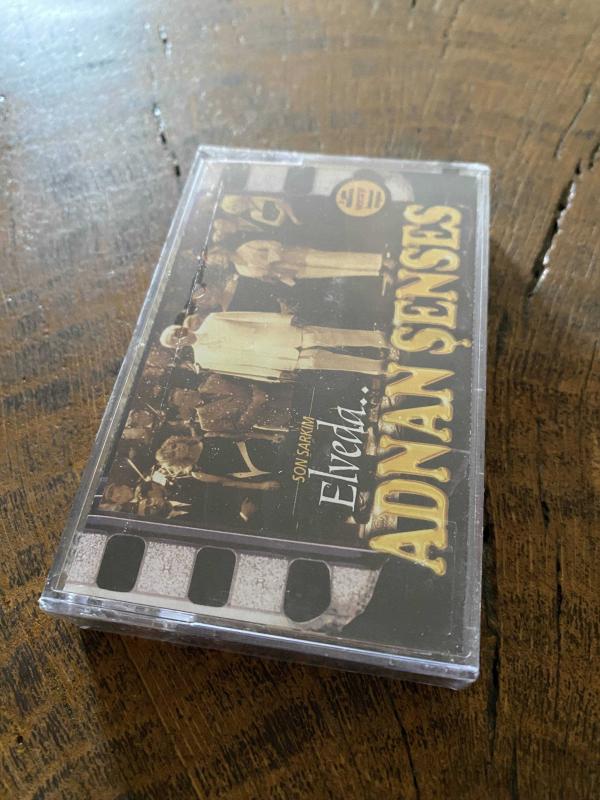 SON ŞARKIM
Elveda..
ADNAN ŞENSES